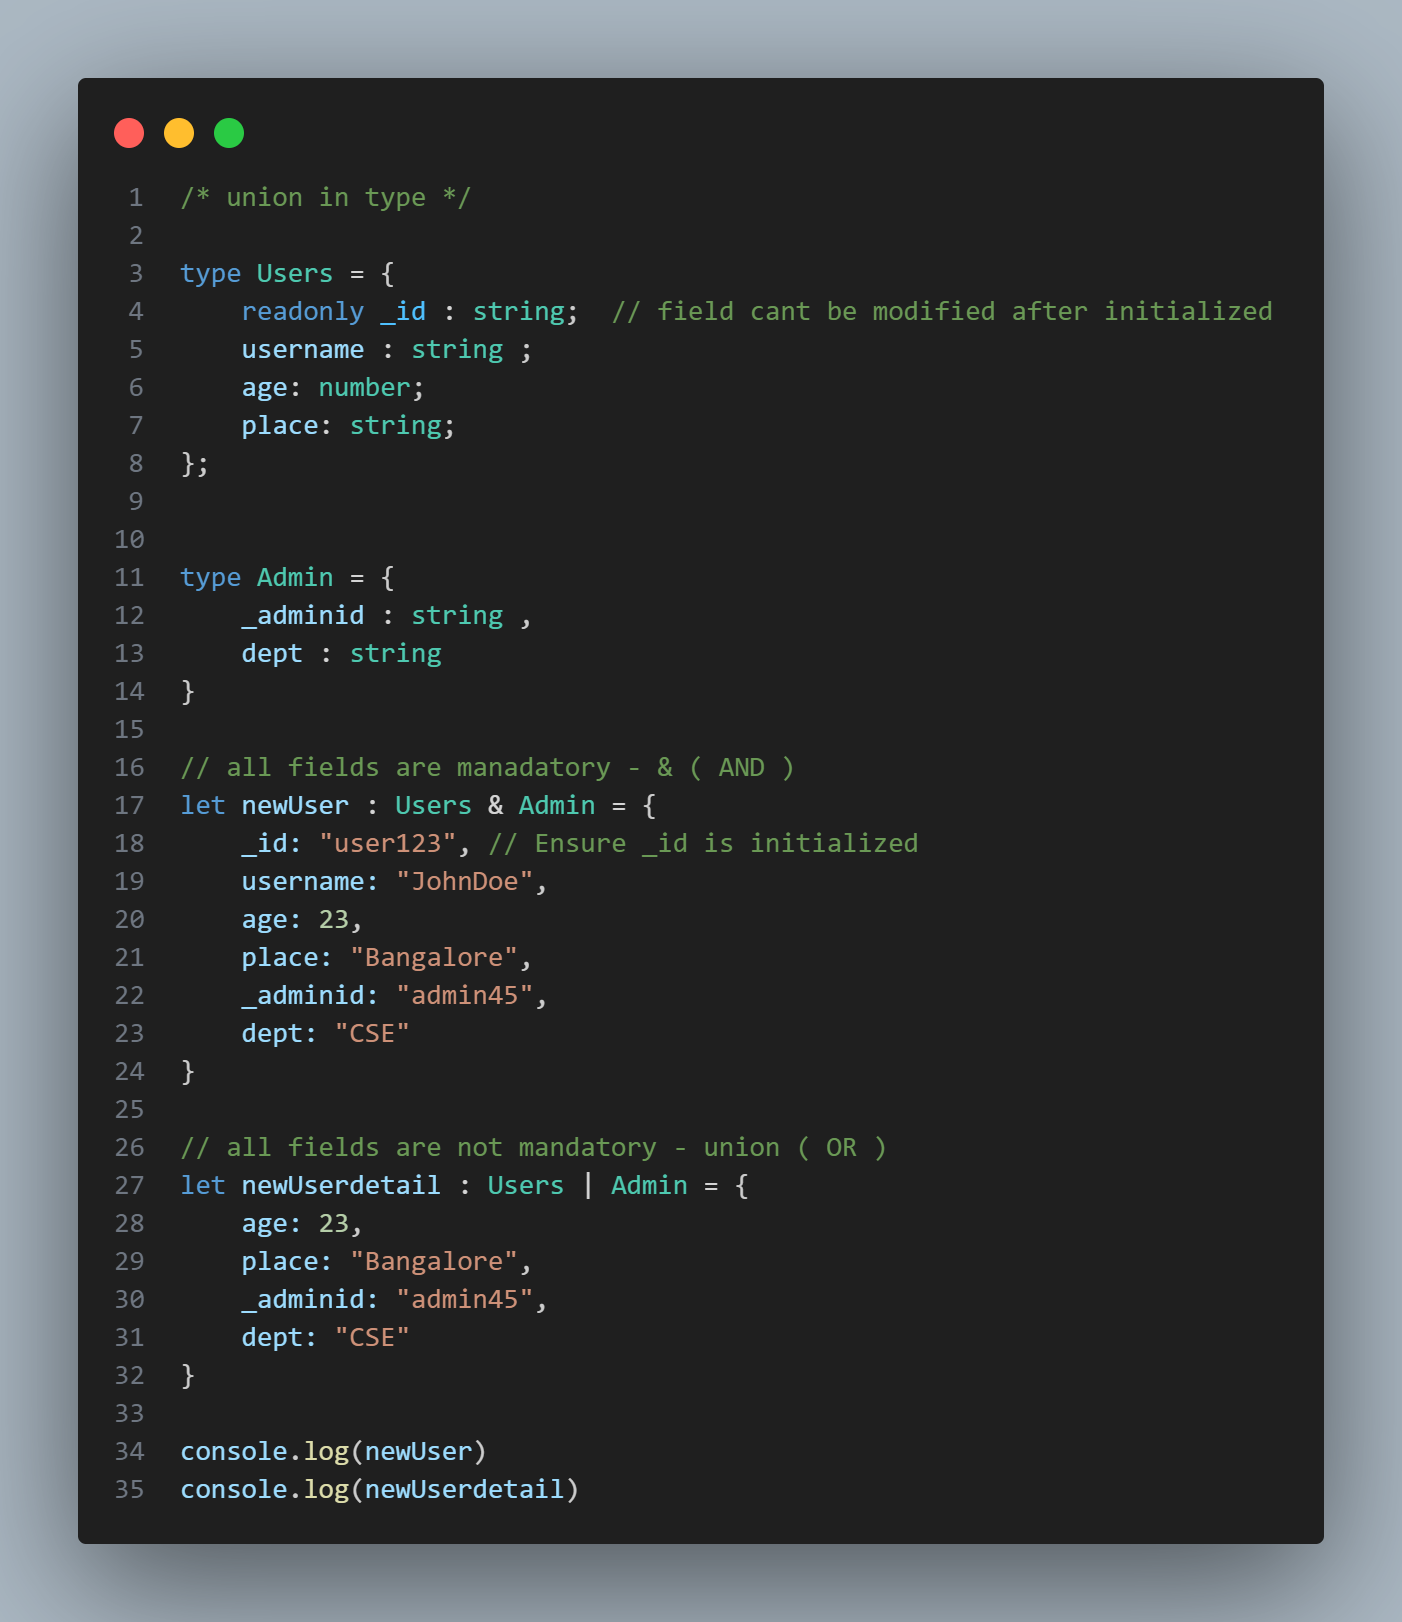 1 /* union in type */
2
3 type Users = {
4     readonly _id : string;  // field cant be modified after initialized
5     username : string ;
6     age: number;
7     place: string;
8 };
9
10
11 type Admin = {
12     _adminid : string ,
13     dept : string
14 }
15
16 // all fields are manadatory - & ( AND )
17 let newUser : Users & Admin = {
18     _id: "user123", // Ensure _id is initialized
19     username: "JohnDoe",
20     age: 23,
21     place: "Bangalore",
22     _adminid: "admin45",
23     dept: "CSE"
24 }
25
26 // all fields are not mandatory - union ( OR )
27 let newUserdetail : Users | Admin = {
28     age: 23,
29     place: "Bangalore",
30     _adminid: "admin45",
31     dept: "CSE"
32 }
33
34 console.log(newUser)
35 console.log(newUserdetail)